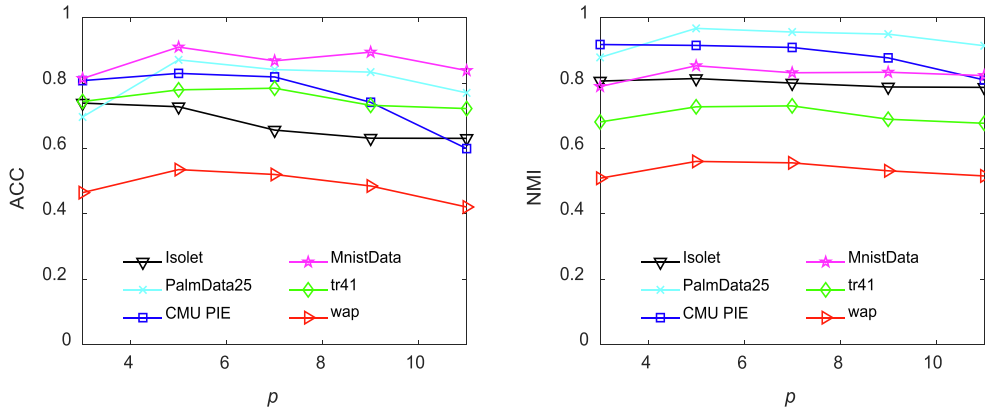 1
0.8
0.6
0.4
0.2
0
ACC
4
6
8
10
p
Isolet
PalmData25
CMU PIE
MnistData
tr41
wap
1
0.8
0.6
0.4
0.2
0
NMI
4
6
8
10
p
Isolet
PalmData25
CMU PIE
MnistData
tr41
wap